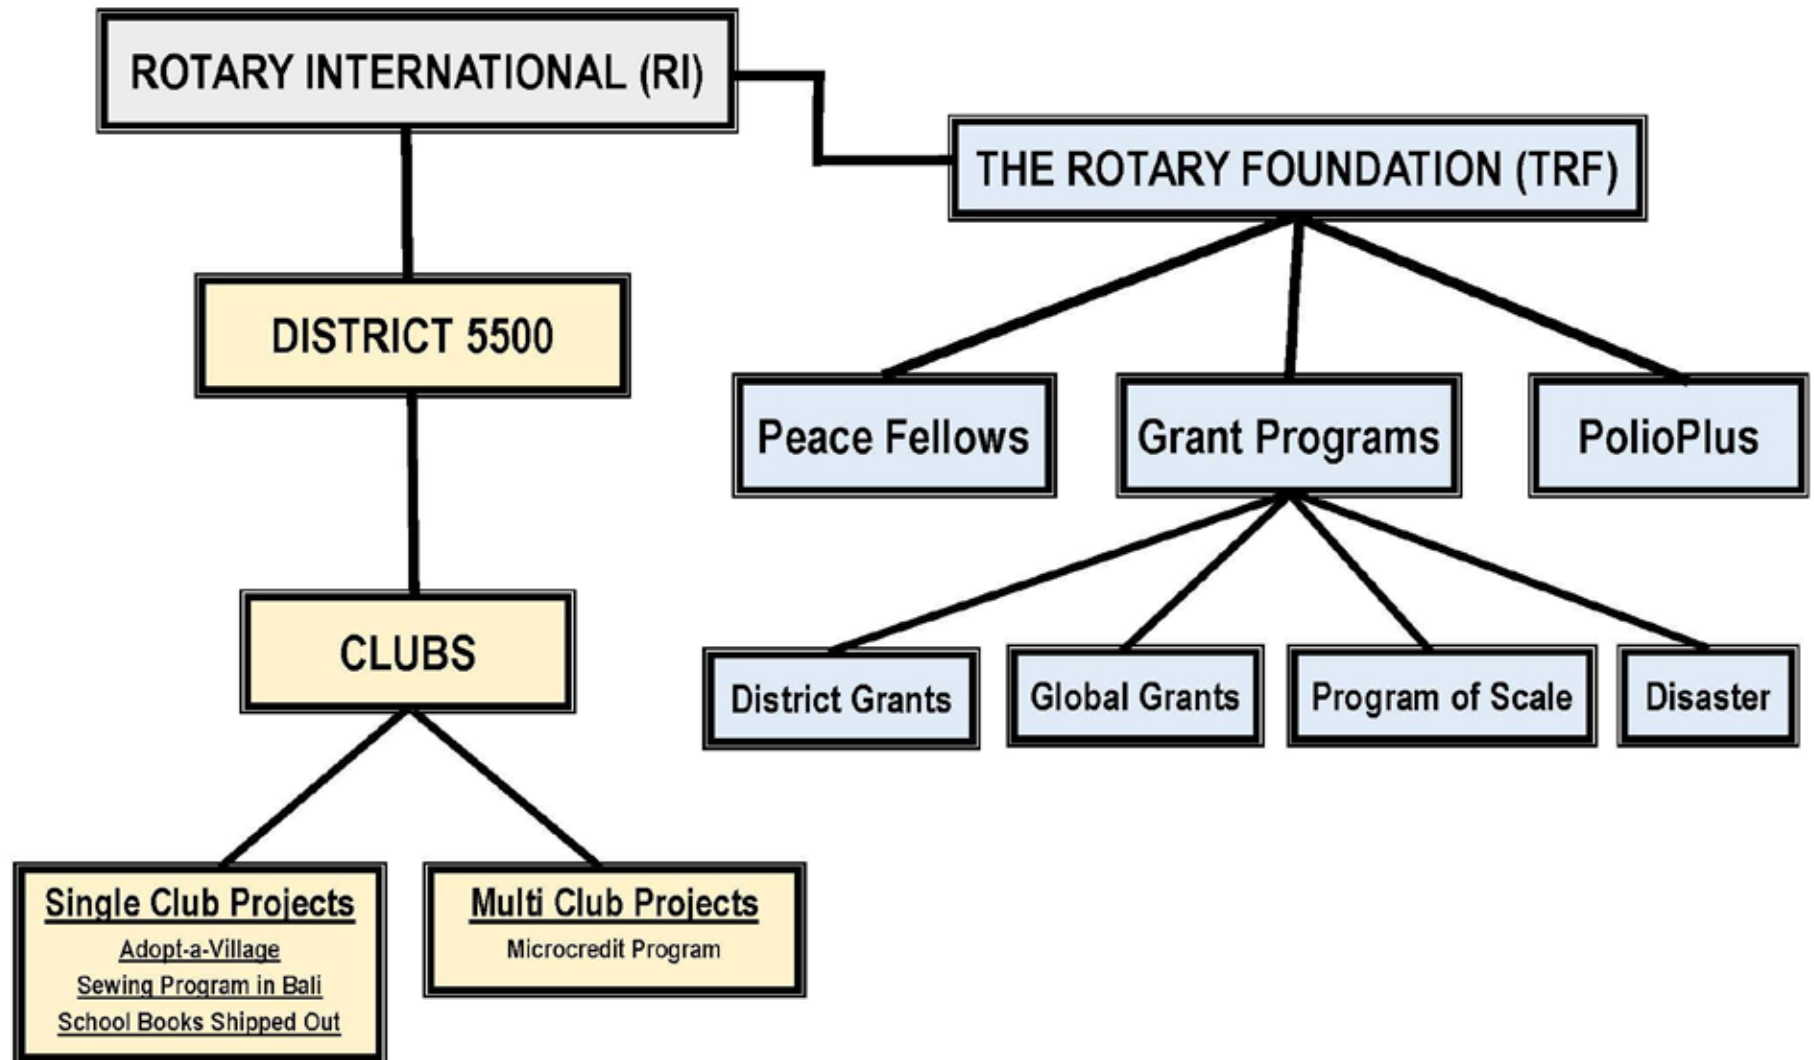 ROTARY INTERNATIONAL (RI)
THE ROTARY FOUNDATION (TRF)
DISTRICT 5500
Peace Fellows
Grant Programs
PolioPlus
CLUBS
District Grants
Global Grants
Program of Scale
Disaster
Single Club Projects
Adopt-a-Village
Sewing Program in Bali
School Books Shipped Out
Multi Club Projects
Microcredit Program